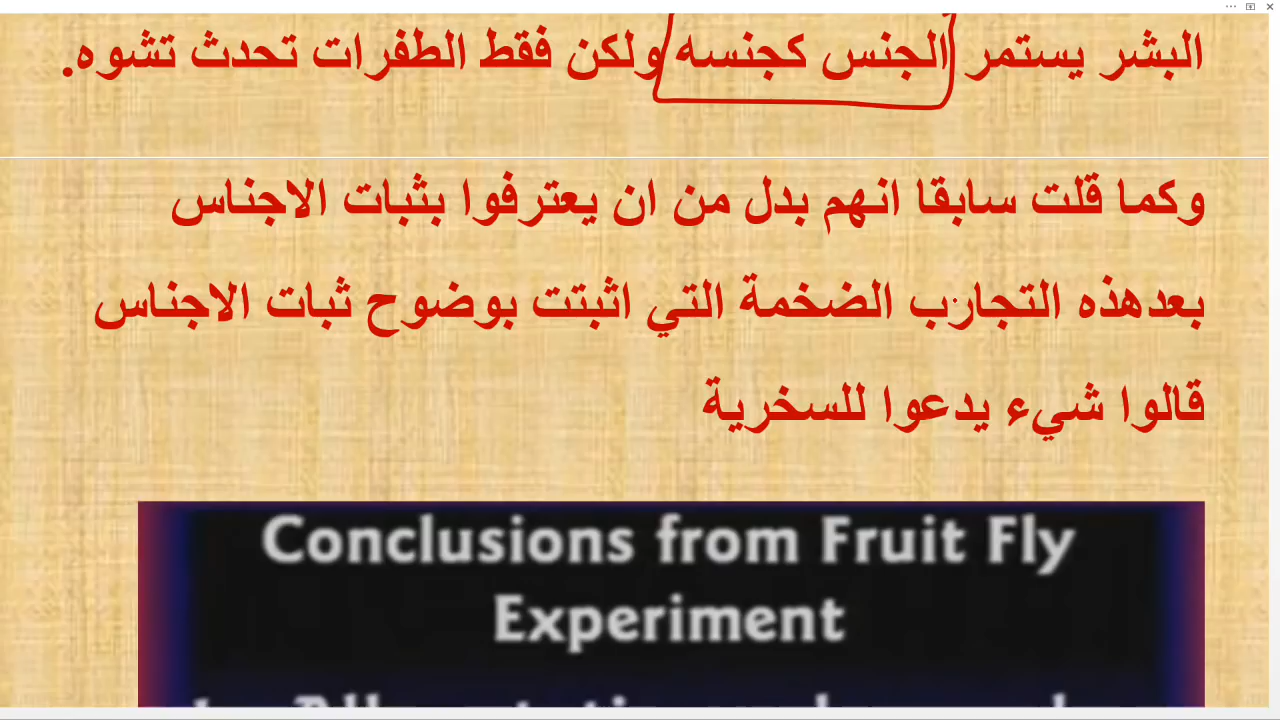 البشر يستمر الجنس كجنسه ولكن فقط الطفرات تحدث تشوه.
وكما قلت سابقا انهم بدل من ان يعترفوا بثبات الاجناس
بعدهذه التجارب الضخمة التي اثبتت بوضوح ثبات الاجناس
قالوا شيء يدعوا للسخرية
Conclusions from Fruit Fly
Experiment